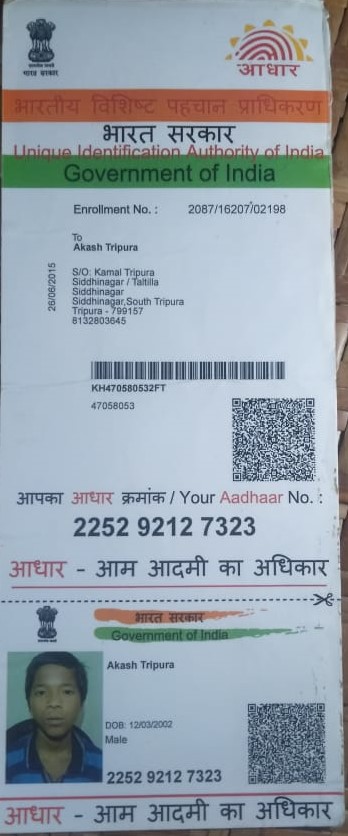 भारत सरकार
आधार
भारतीय विशिष्ट पहचान प्राधिकरण
भारत सरकार
Unique Identification Authority of India
Government of India
Enrollment No. : 2087/16207/02198
26/06/2015
To
Akash Tripura
S/O: Kamal Tripura
Siddhinagar / Taltilla
Siddhinagar
Siddhinagar,South Tripura
Tripura - 799157
8132803645
KH470580532FT
47058053
आपका आधार क्रमांक / Your Aadhaar No. :
2252 9212 7323
आधार - आम आदमी का अधिकार
भारत सरकार
Government of India
Akash Tripura
DOB: 12/03/2002
Male
2252 9212 7323
आधार - आम आदमी का अधिकार